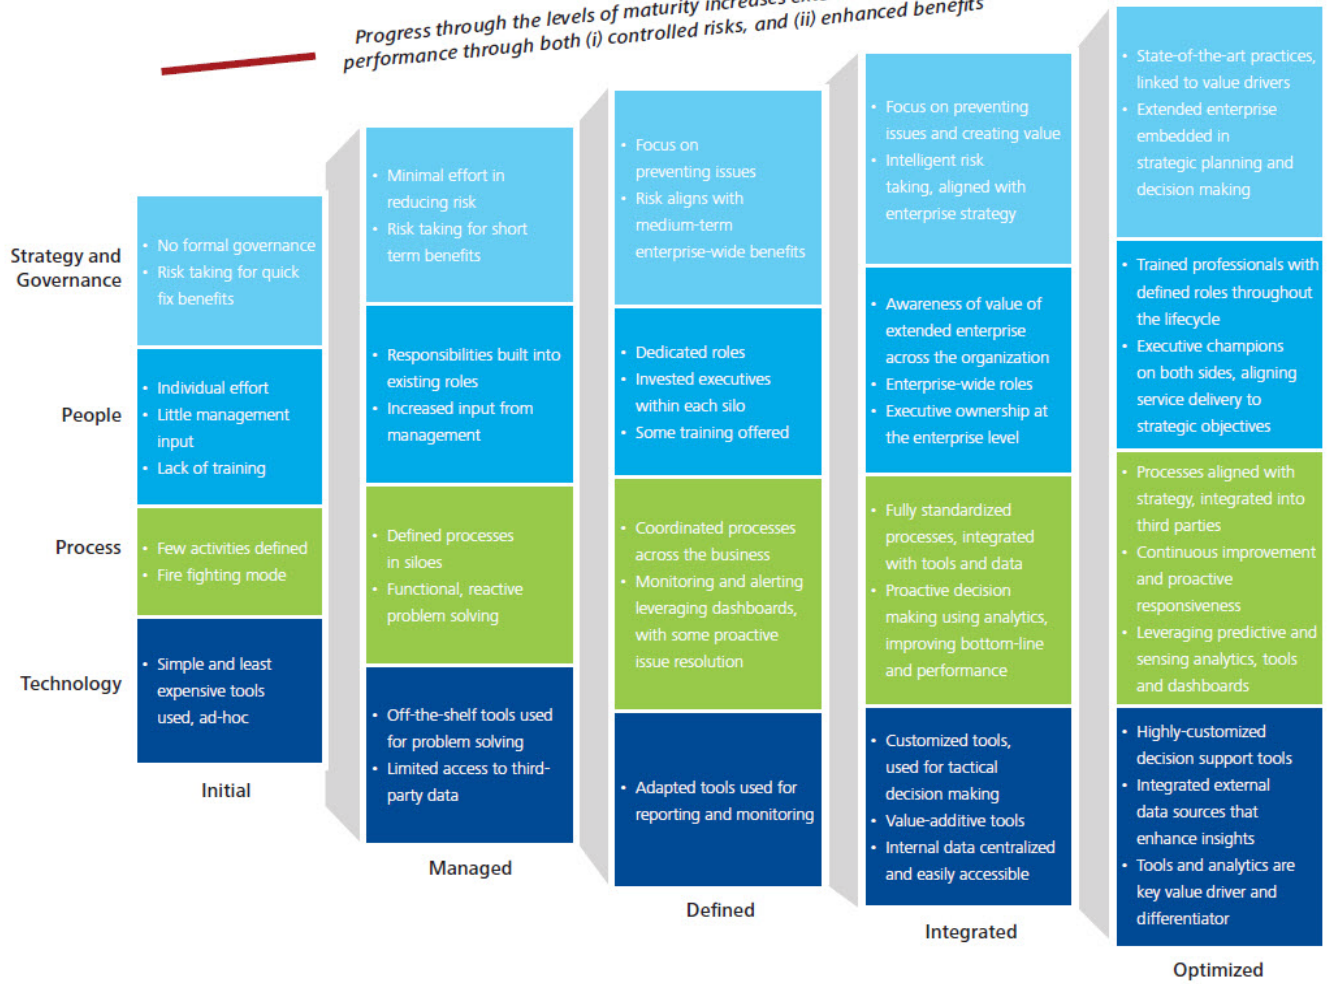 Progress through the levels of maturity increases
performance through both (i) controlled risks, and (ii) enhanced benefits
Strategy and
Governance
People
Process
Technology
• No formal governance
• Risk taking for quick
fix benefits
• Individual effort
• Little management
input
• Lack of training
• Few activities defined
• Fire fighting mode
• Simple and least
expensive tools
used, ad-hoc
Initial
• Minimal effort in
reducing risk
• Risk taking for short
term benefits
• Responsibilities built into
existing roles
• Increased input from
management
• Defined processes
in siloes
• Functional, reactive
problem solving
• Off-the-shelf tools used
for problem solving
• Limited access to third-
party data
Managed
• Focus on
preventing issues
• Risk aligns with
medium-term
enterprise-wide benefits
• Dedicated roles
• Invested executives
within each silo
• Some training offered
• Coordinated processes
across the business
• Monitoring and alerting
leveraging dashboards,
with some proactive
issue resolution
• Adapted tools used for
reporting and monitoring
Defined
• Focus on preventing
issues and creating value
• Intelligent risk
taking, aligned with
enterprise strategy
• Awareness of value of
extended enterprise
across the organization
• Enterprise-wide roles
• Executive ownership at
the enterprise level
• Fully standardized
processes, integrated
with tools and data
• Proactive decision
making using analytics,
improving bottom-line
and performance
• Customized tools,
used for tactical
decision making
• Value-additive tools
• Internal data centralized
and easily accessible
Integrated
• State-of-the-art practices,
linked to value drivers
• Extended enterprise
embedded in
strategic planning and
decision making
• Trained professionals with
defined roles throughout
the lifecycle
• Executive champions
on both sides, aligning
service delivery to
strategic objectives
• Processes aligned with
strategy, integrated into
third parties
• Continuous improvement
and proactive
responsiveness
• Leveraging predictive and
sensing analytics, tools
and dashboards
• Highly-customized
decision support tools
• Integrated external
data sources that
enhance insights
• Tools and analytics are
key value driver and
differentiator
Optimized